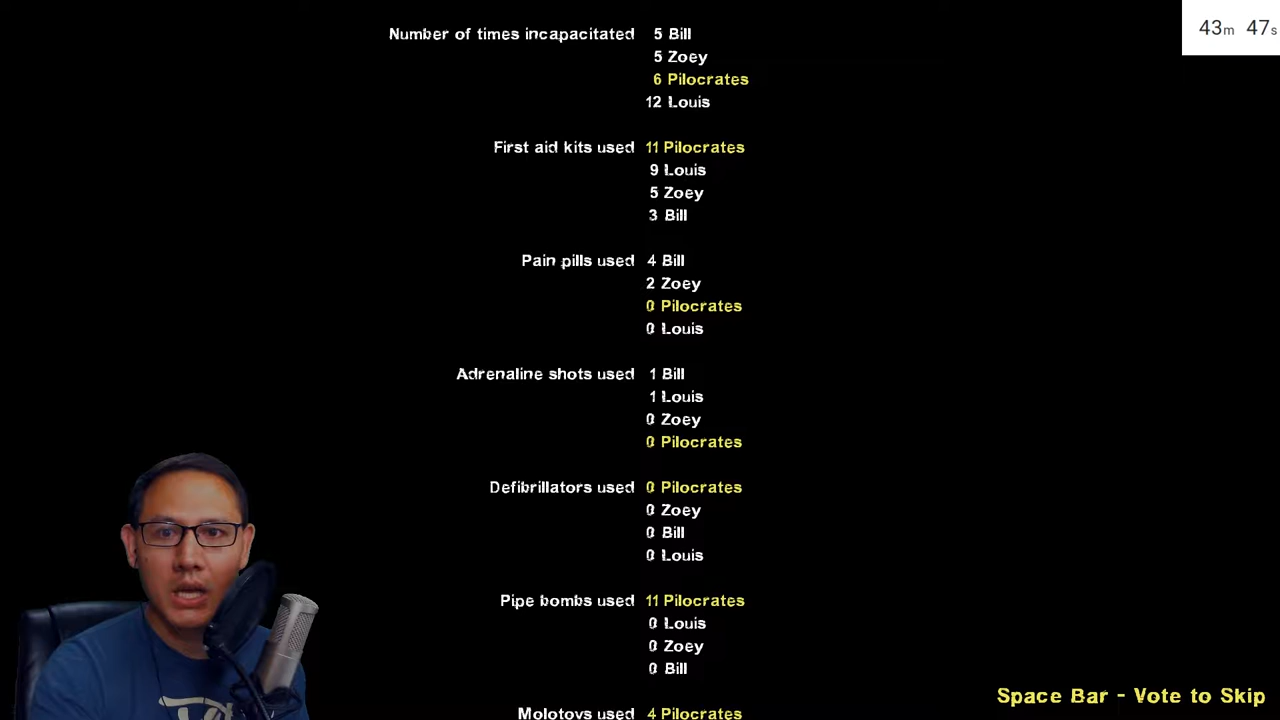 43m 47s
Number of times incapacitated 5 Bill
5 Zoey
6 Pilocrates
12 Louis
First aid kits used 11 Pilocrates
9 Louis
5 Zoey
3 Bill
Pain pills used 4 Bill
2 Zoey
0 Pilocrates
0 Louis
Adrenaline shots used 1 Bill
1 Louis
0 Zoey
0 Pilocrates
Defibrillators used 0 Pilocrates
0 Zoey
0 Bill
0 Louis
Pipe bombs used 11 Pilocrates
0 Louis
0 Zoey
0 Bill
Molotovs used 4 Pilocrates
Space Bar - Vote to Skip